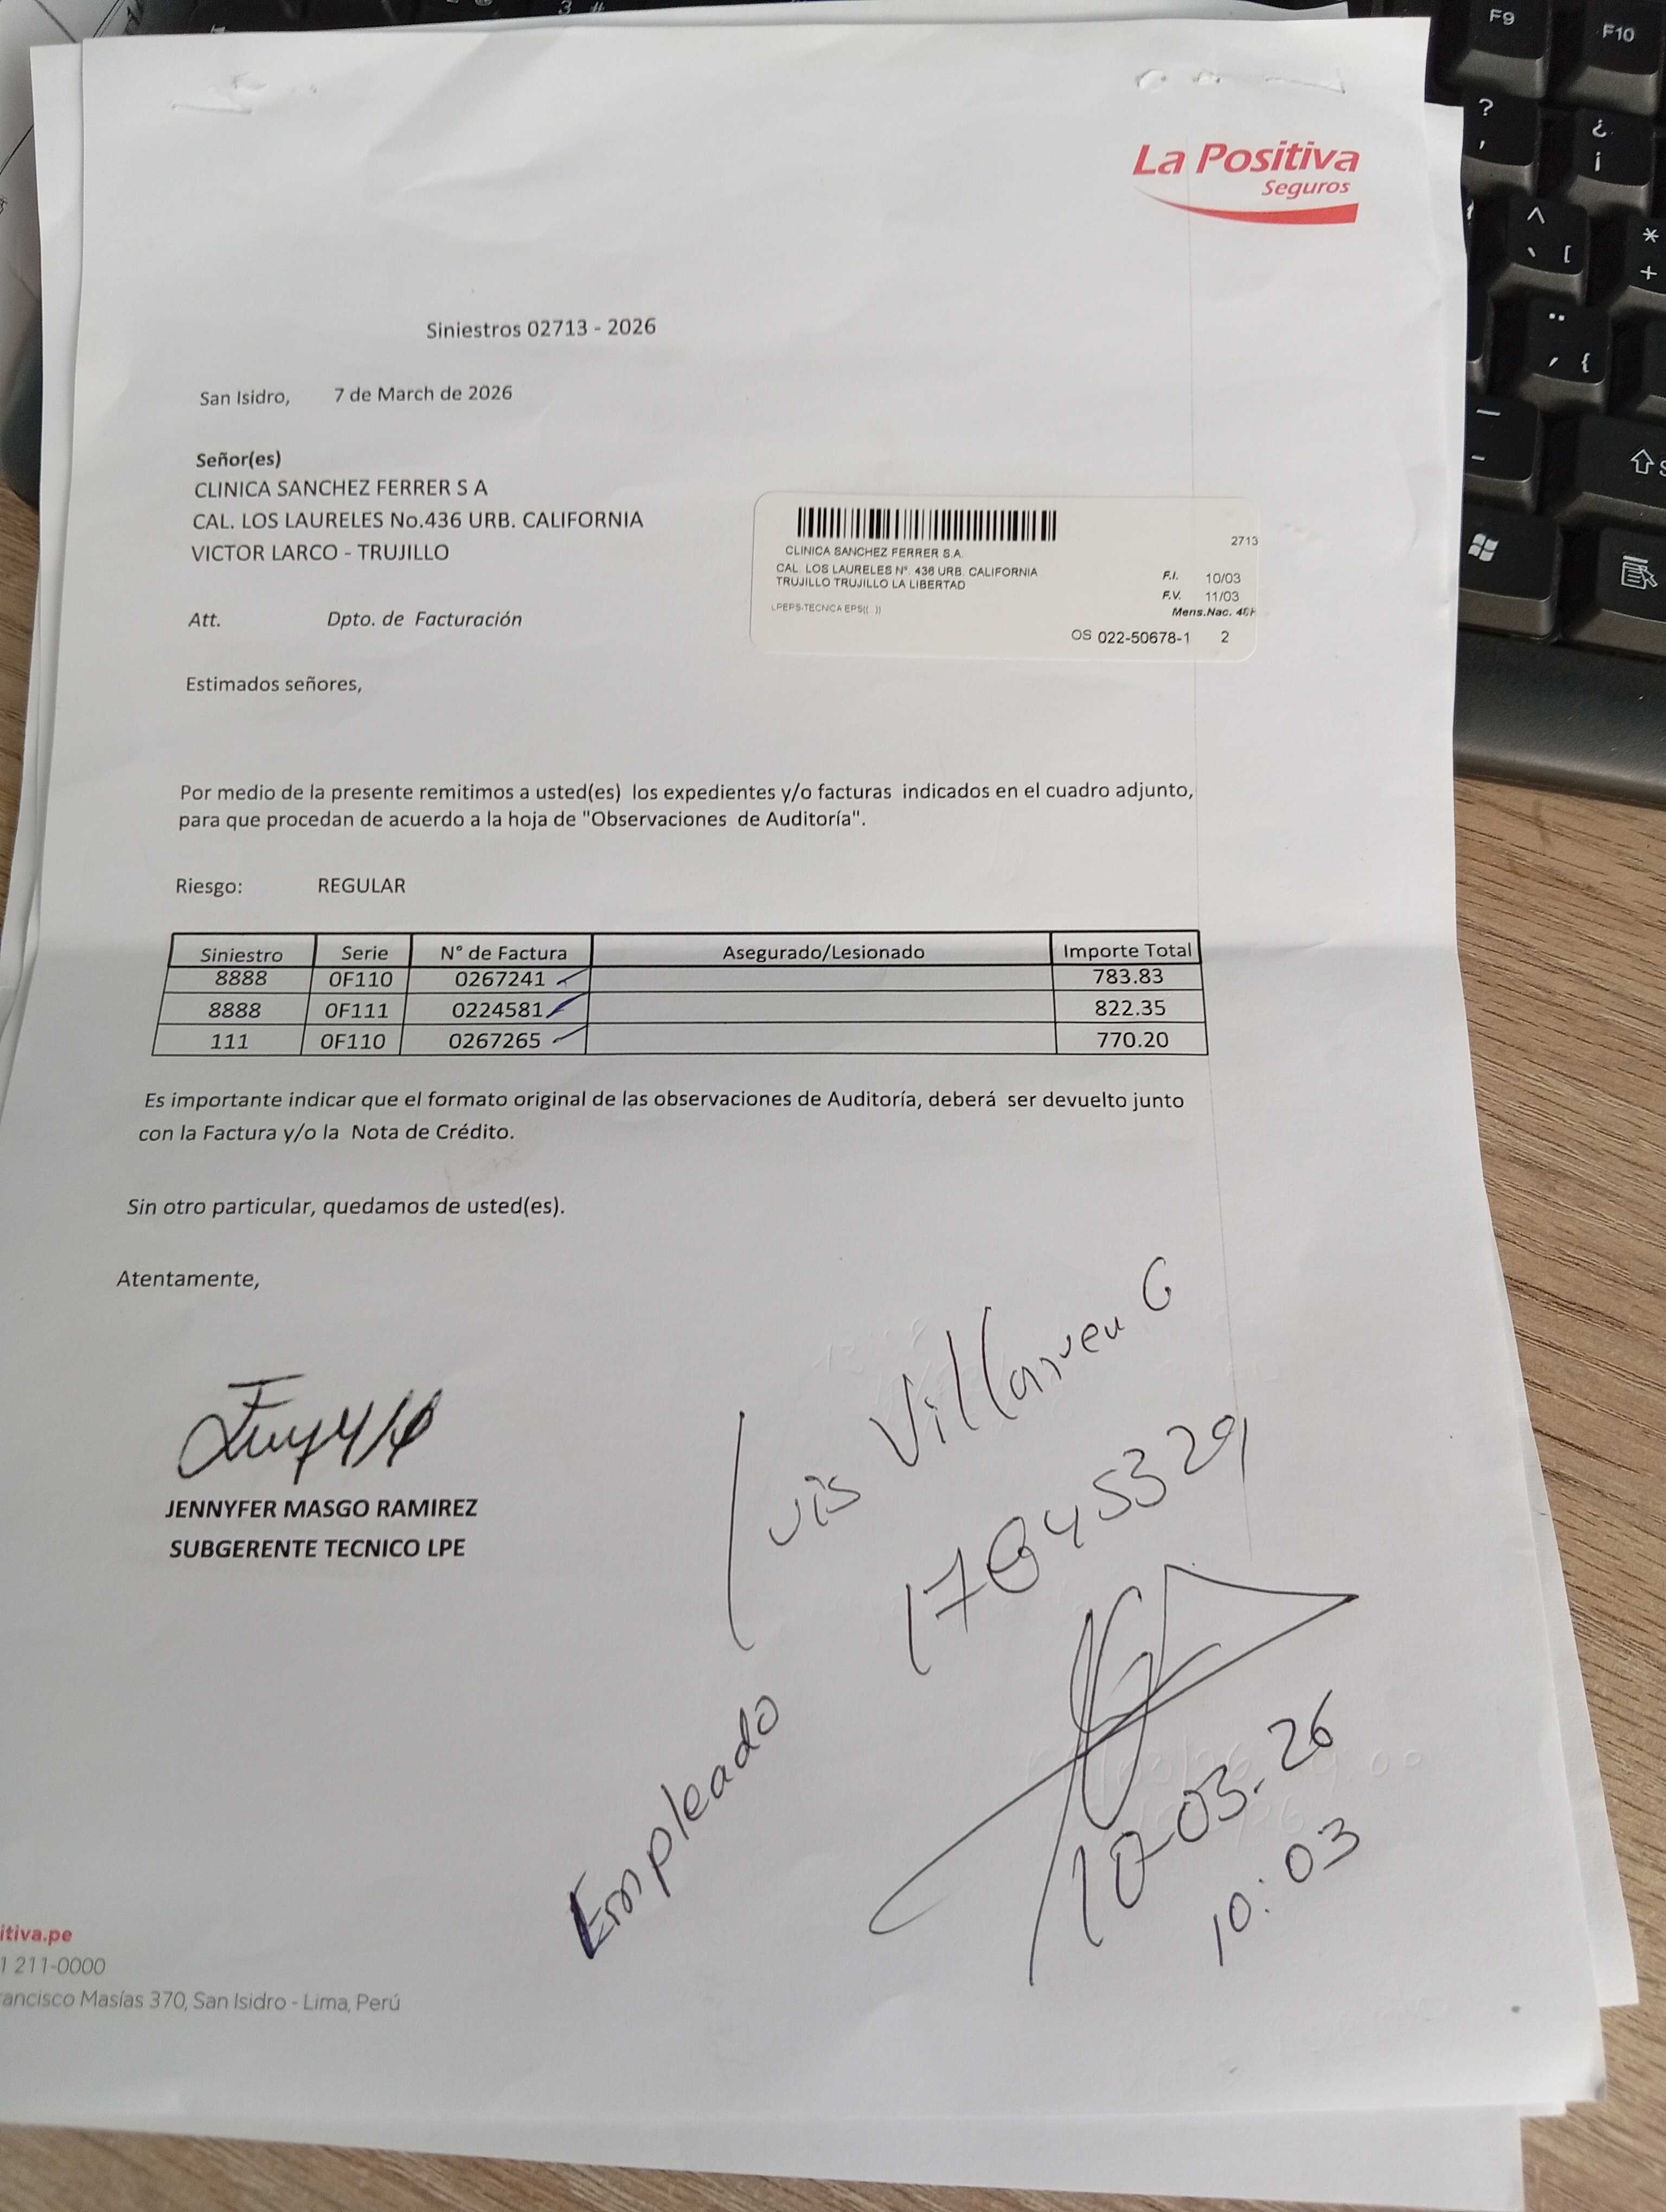 La Positiva
Seguros
Siniestros 02713 - 2026
San Isidro, 7 de March de 2026
Señor(es)
CLINICA SANCHEZ FERRER S A
CAL. LOS LAURELES No.436 URB. CALIFORNIA
VICTOR LARCO - TRUJILLO
Att. Dpto. de Facturación
2713
CLINICA SANCHEZ FERRER S.A.
CAL. LOS LAURELES N°. 436 URB. CALIFORNIA
TRUJILLO TRUJILLO LA LIBERTAD
F.I. 10/03
F.V. 11/03
Mens.Nac.
OS 022-50678-1 2
Estimados señores,
Por medio de la presente remitimos a usted(es) los expedientes y/o facturas indicados en el cuadro adjunto,
para que procedan de acuerdo a la hoja de "Observaciones de Auditoría".
Riesgo: REGULAR
Siniestro Serie N° de Factura Asegurado/Lesionado Importe Total
8888 0F110 0267241 783.83
8888 0F111 0224581 822.35
111 0F110 0267265 770.20
Es importante indicar que el formato original de las observaciones de Auditoría, deberá ser devuelto junto
con la Factura y/o la Nota de Crédito.
Sin otro particular, quedamos de usted(es).
Atentamente,
JENNYFER MASGO RAMIREZ
SUBGERENTE TECNICO LPE
Luis
17845329
Empleado
10-03-26
10:03
itiva.pe
1 211-0000
rancisco Masías 370, San Isidro - Lima, Perú
F9
F10